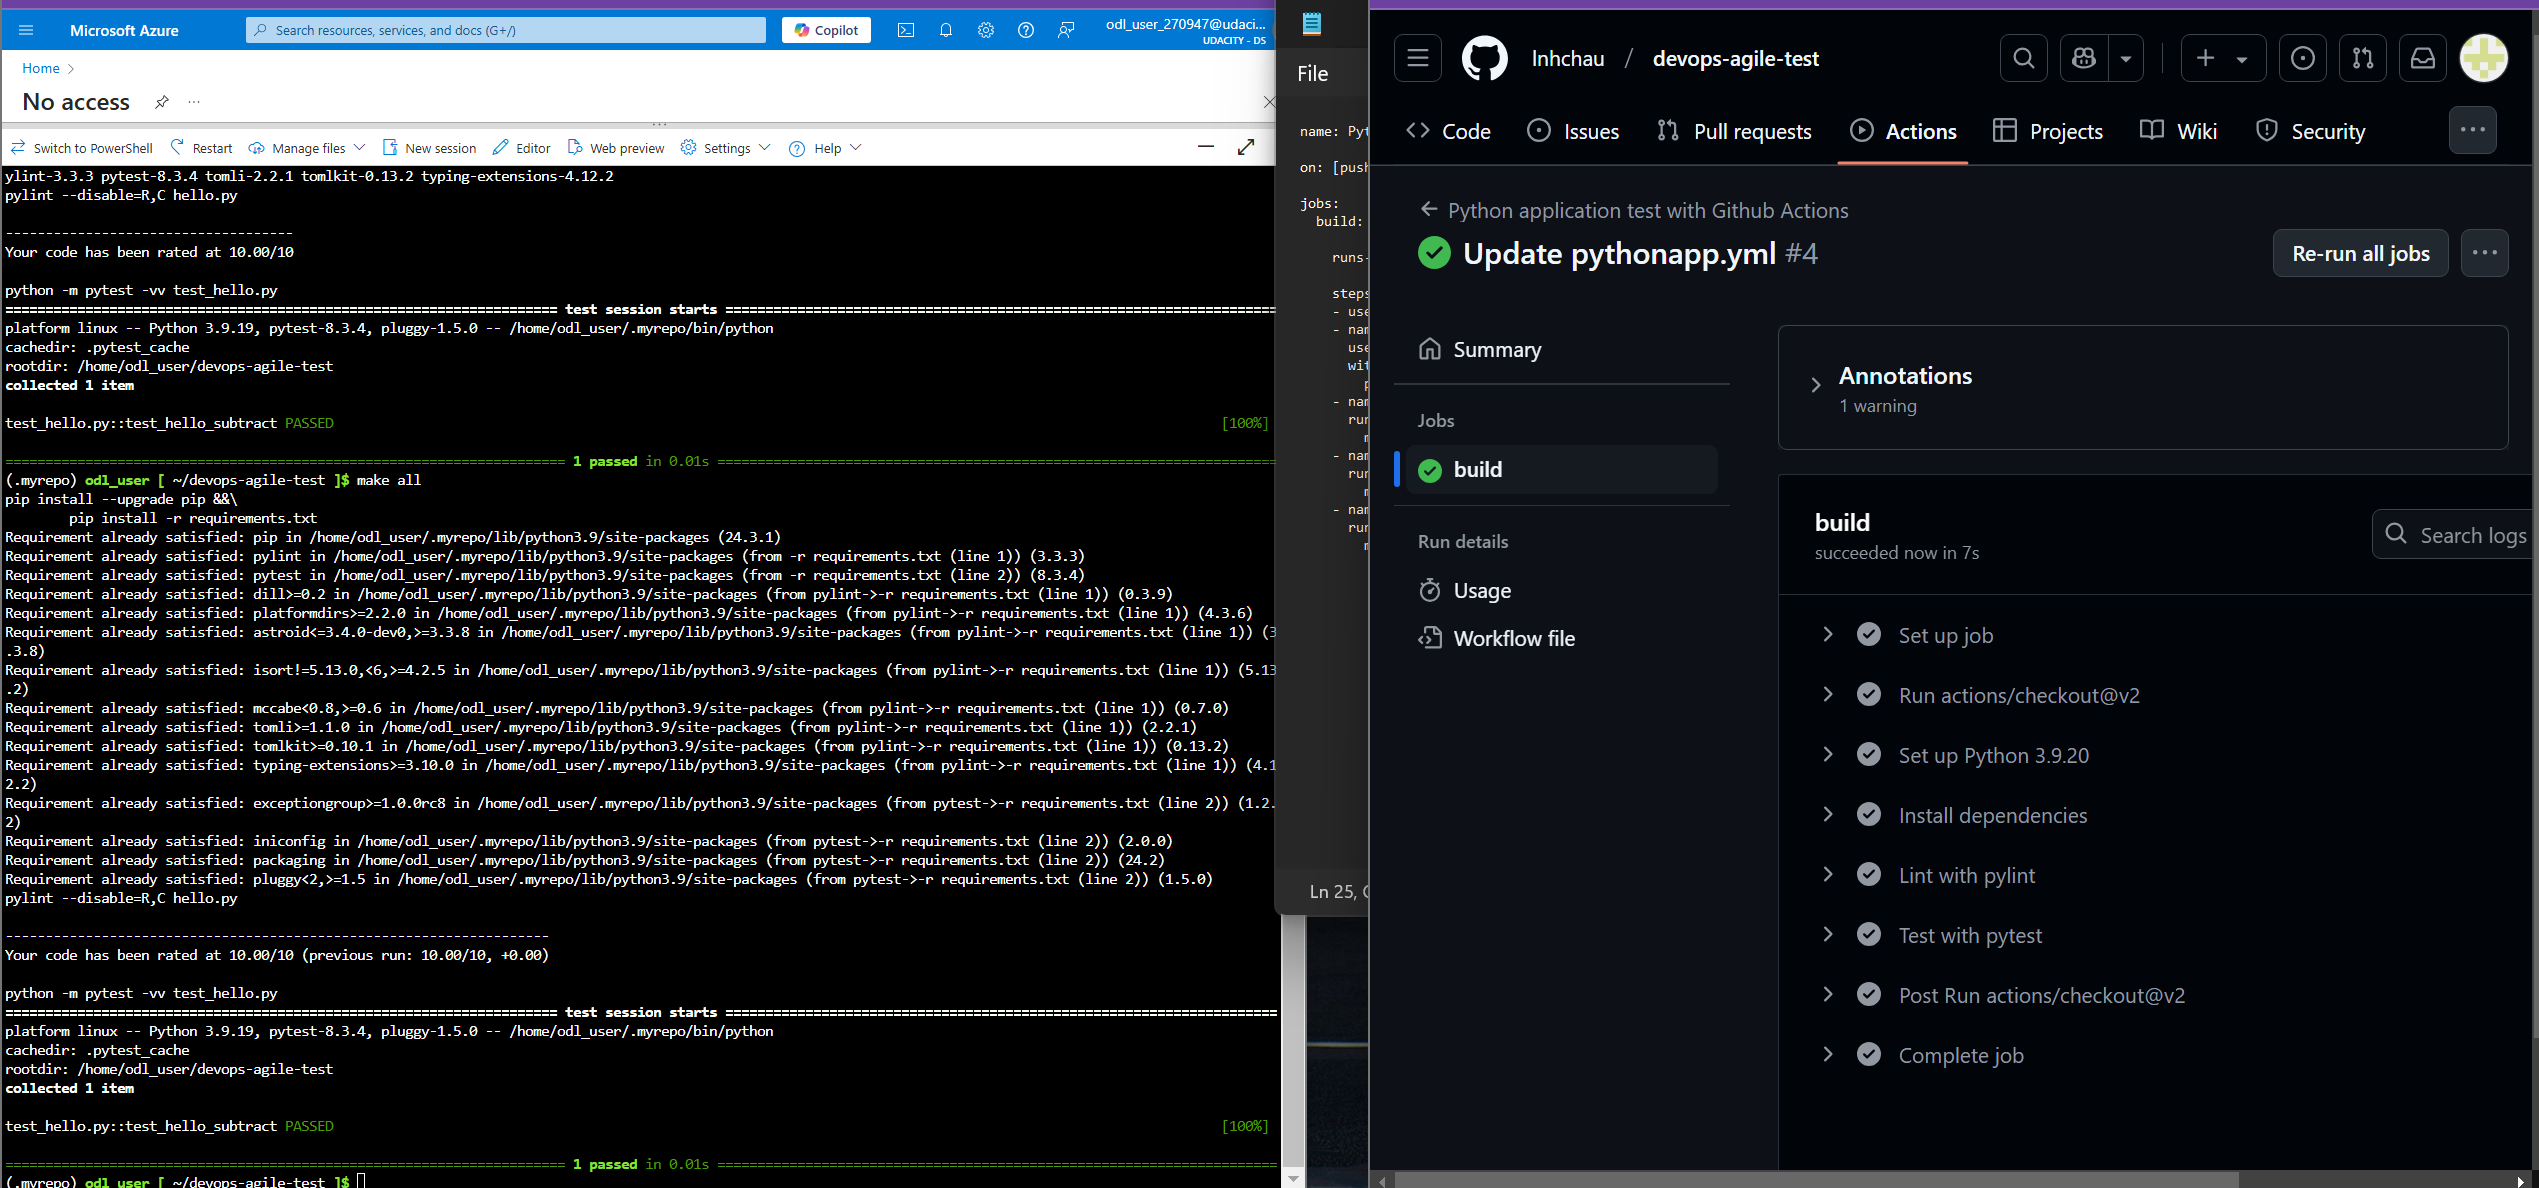 Microsoft Azure
Search resources, services, and docs (G+/)
Copilot
odl_user_270947@udaci...
UDACITY - DS
Home
No access
...
Switch to PowerShell
Restart
Manage files
New session
Editor
Web preview
Settings
Help
ylint-3.3.3 pytest-8.3.4 tomli-2.2.1 tomlkit-0.13.2 typing-extensions-4.12.2
pylint --disable=R,C hello.py
------------------------------------
Your code has been rated at 10.00/10
python -m pytest -vv test_hello.py
============================== test session starts ==============================
platform linux -- Python 3.9.19, pytest-8.3.4, pluggy-1.5.0 -- /home/odl_user/.myrepo/bin/python
cachedir: .pytest_cache
rootdir: /home/odl_user/devops-agile-test
collected 1 item
test_hello.py::test_hello_subtract PASSED [100%]
============================== 1 passed in 0.01s ==============================
(.myrepo) odl_user [ ~/devops-agile-test ]$ make all
pip install --upgrade pip &&\
pip install -r requirements.txt
Requirement already satisfied: pip in /home/odl_user/.myrepo/lib/python3.9/site-packages (24.3.1)
Requirement already satisfied: pylint in /home/odl_user/.myrepo/lib/python3.9/site-packages (from -r requirements.txt (line 1)) (3.3.3)
Requirement already satisfied: pytest in /home/odl_user/.myrepo/lib/python3.9/site-packages (from -r requirements.txt (line 2)) (8.3.4)
Requirement already satisfied: dill>=0.2 in /home/odl_user/.myrepo/lib/python3.9/site-packages (from pylint->-r requirements.txt (line 1)) (0.3.9)
Requirement already satisfied: platformdirs>=2.2.0 in /home/odl_user/.myrepo/lib/python3.9/site-packages (from pylint->-r requirements.txt (line 1)) (4.3.6)
Requirement already satisfied: astroid<=3.4.0-dev0,>=3.3.8 in /home/odl_user/.myrepo/lib/python3.9/site-packages (from pylint->-r requirements.txt (line 1)) (3
.3.8)
Requirement already satisfied: isort!=5.13.0,<6,>=4.2.5 in /home/odl_user/.myrepo/lib/python3.9/site-packages (from pylint->-r requirements.txt (line 1)) (5.13
.2)
Requirement already satisfied: mccabe<0.8,>=0.6 in /home/odl_user/.myrepo/lib/python3.9/site-packages (from pylint->-r requirements.txt (line 1)) (0.7.0)
Requirement already satisfied: tomli>=1.1.0 in /home/odl_user/.myrepo/lib/python3.9/site-packages (from pylint->-r requirements.txt (line 1)) (2.2.1)
Requirement already satisfied: tomlkit>=0.10.1 in /home/odl_user/.myrepo/lib/python3.9/site-packages (from pylint->-r requirements.txt (line 1)) (0.13.2)
Requirement already satisfied: typing-extensions>=3.10.0 in /home/odl_user/.myrepo/lib/python3.9/site-packages (from pylint->-r requirements.txt (line 1)) (4.1
2.2)
Requirement already satisfied: exceptiongroup>=1.0.0rc8 in /home/odl_user/.myrepo/lib/python3.9/site-packages (from pytest->-r requirements.txt (line 2)) (1.2.
2)
Requirement already satisfied: iniconfig in /home/odl_user/.myrepo/lib/python3.9/site-packages (from pytest->-r requirements.txt (line 2)) (2.0.0)
Requirement already satisfied: packaging in /home/odl_user/.myrepo/lib/python3.9/site-packages (from pytest->-r requirements.txt (line 2)) (24.2)
Requirement already satisfied: pluggy<2,>=1.5 in /home/odl_user/.myrepo/lib/python3.9/site-packages (from pytest->-r requirements.txt (line 2)) (1.5.0)
pylint --disable=R,C hello.py
--------------------------------------------------------------------
Your code has been rated at 10.00/10 (previous run: 10.00/10, +0.00)
python -m pytest -vv test_hello.py
============================== test session starts ==============================
platform linux -- Python 3.9.19, pytest-8.3.4, pluggy-1.5.0 -- /home/odl_user/.myrepo/bin/python
cachedir: .pytest_cache
rootdir: /home/odl_user/devops-agile-test
collected 1 item
test_hello.py::test_hello_subtract PASSED [100%]
============================== 1 passed in 0.01s ==============================
(.myrepo) odl_user [ ~/devops-agile-test ]$
File
name: Pyt
on: [push
jobs:
build:
runs-
steps
- use
- nam
use
wit
p
- nam
run
m
- nam
run
m
- nam
run
m
Ln 25, C
lnhchau / devops-agile-test
Code
Issues
Pull requests
Actions
Projects
Wiki
Security
Python application test with Github Actions
Update pythonapp.yml #4
Re-run all jobs
Summary
Jobs
build
Run details
Usage
Workflow file
Annotations
1 warning
build
succeeded now in 7s
Search logs
Set up job
Run actions/checkout@v2
Set up Python 3.9.20
Install dependencies
Lint with pylint
Test with pytest
Post Run actions/checkout@v2
Complete job